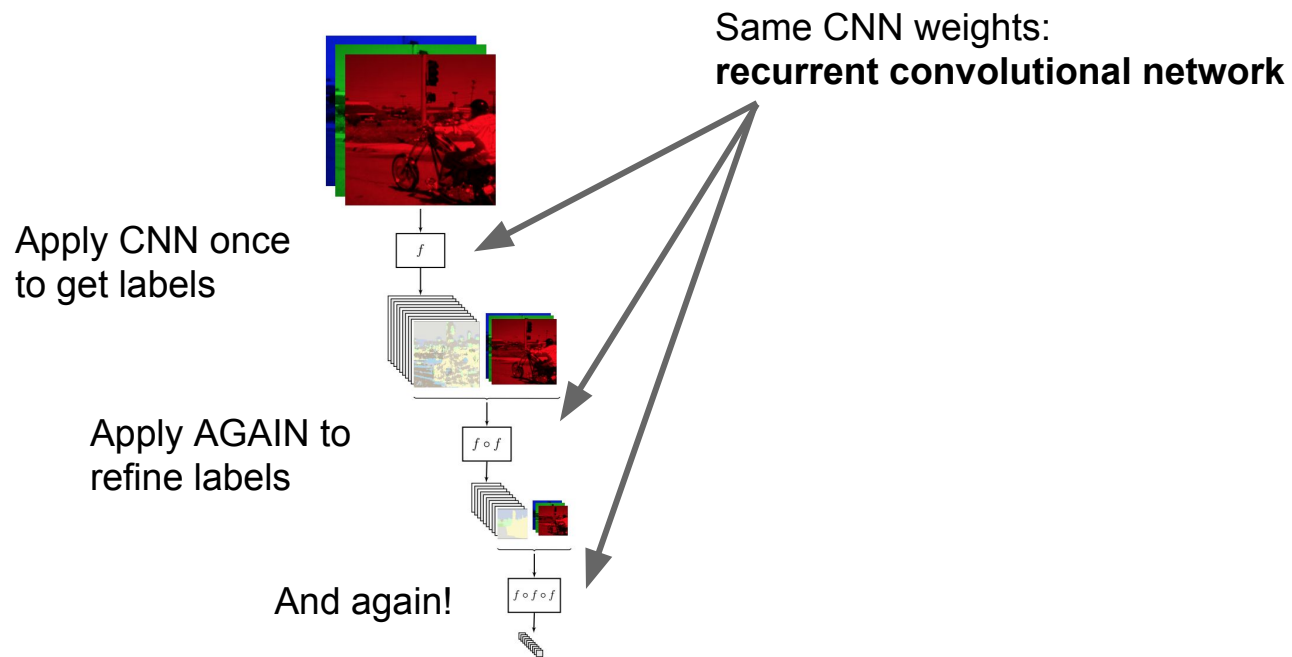 Same CNN weights:
recurrent convolutional network
Apply CNN once
to get labels
f
Apply AGAIN to
refine labels
f ∘ f
And again!
f ∘ f ∘ f